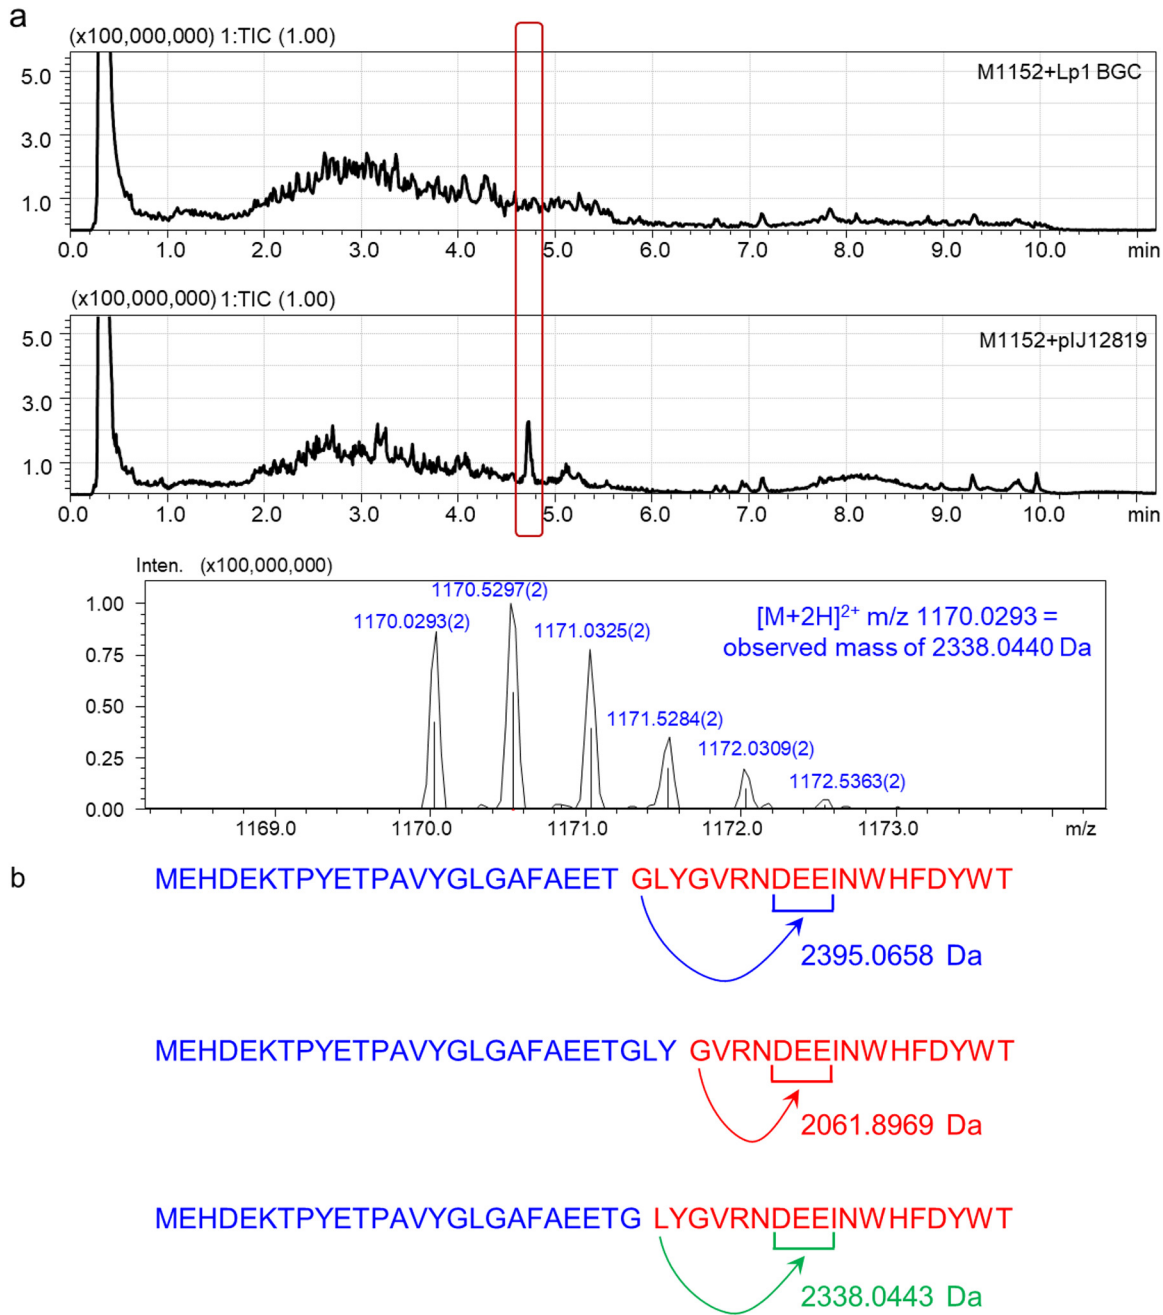 a
(x100,000,000) 1:TIC (1.00)
M1152+Lp1 BGC
5.0
3.0
1.0
0.0 1.0 2.0 3.0 4.0 5.0 6.0 7.0 8.0 9.0 10.0 min
(x100,000,000) 1:TIC (1.00)
M1152+pIJ12819
5.0
3.0
1.0
0.0 1.0 2.0 3.0 4.0 5.0 6.0 7.0 8.0 9.0 10.0 min
Inten. (x100,000,000)
1170.5297(2)
1170.0293(2)
1171.0325(2)
1171.5284(2)
1172.0309(2)
1172.5363(2)
[M+2H]²⁺ m/z 1170.0293 =
observed mass of 2338.0440 Da
1.00
0.75
0.50
0.25
0.00
1169.0 1170.0 1171.0 1172.0 1173.0 m/z
b
MEHDEKTPYETPAVYGLGAFAEET GLYGVRNDEEINWHFDYWT
2395.0658 Da
MEHDEKTPYETPAVYGLGAFAEETGLY GVRNDEEINWHFDYWT
2061.8969 Da
MEHDEKTPYETPAVYGLGAFAEETG LYGVRNDEEINWHFDYWT
2338.0443 Da